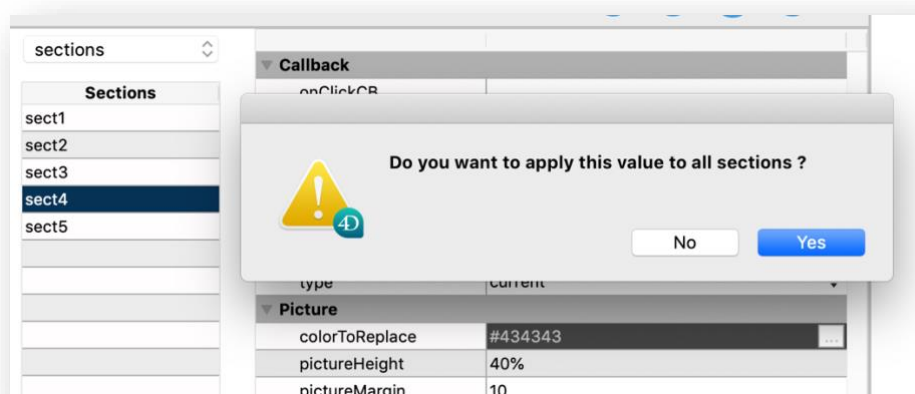 sections
Sections
sect1
sect2
sect3
sect4
sect5
Callback
onClickCB
Do you want to apply this value to all sections ?
4D
No
Yes
type current
Picture
colorToReplace #434343
...
pictureHeight 40%
pictureMargin 10